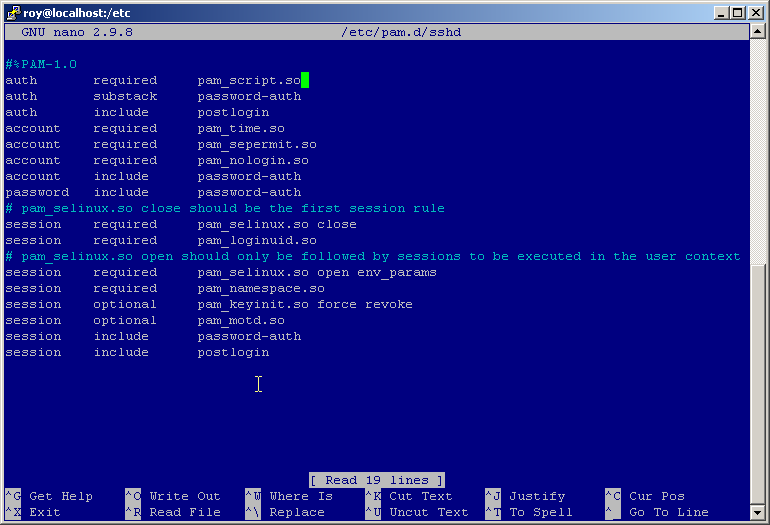 roy@localhost:/etc
GNU nano 2.9.8 /etc/pam.d/sshd
#%PAM-1.0
auth required pam_script.so
auth substack password-auth
auth include postlogin
account required pam_time.so
account required pam_sepermit.so
account required pam_nologin.so
account include password-auth
password include password-auth
# pam_selinux.so close should be the first session rule
session required pam_selinux.so close
session required pam_loginuid.so
# pam_selinux.so open should only be followed by sessions to be executed in the user context
session required pam_selinux.so open env_params
session required pam_namespace.so
session optional pam_keyinit.so force revoke
session optional pam_motd.so
session include password-auth
session include postlogin
[ Read 19 lines ]
^G Get Help ^O Write Out ^W Where Is ^K Cut Text ^J Justify ^C Cur Pos
^X Exit ^R Read File ^\ Replace ^U Uncut Text ^T To Spell ^_ Go To Line